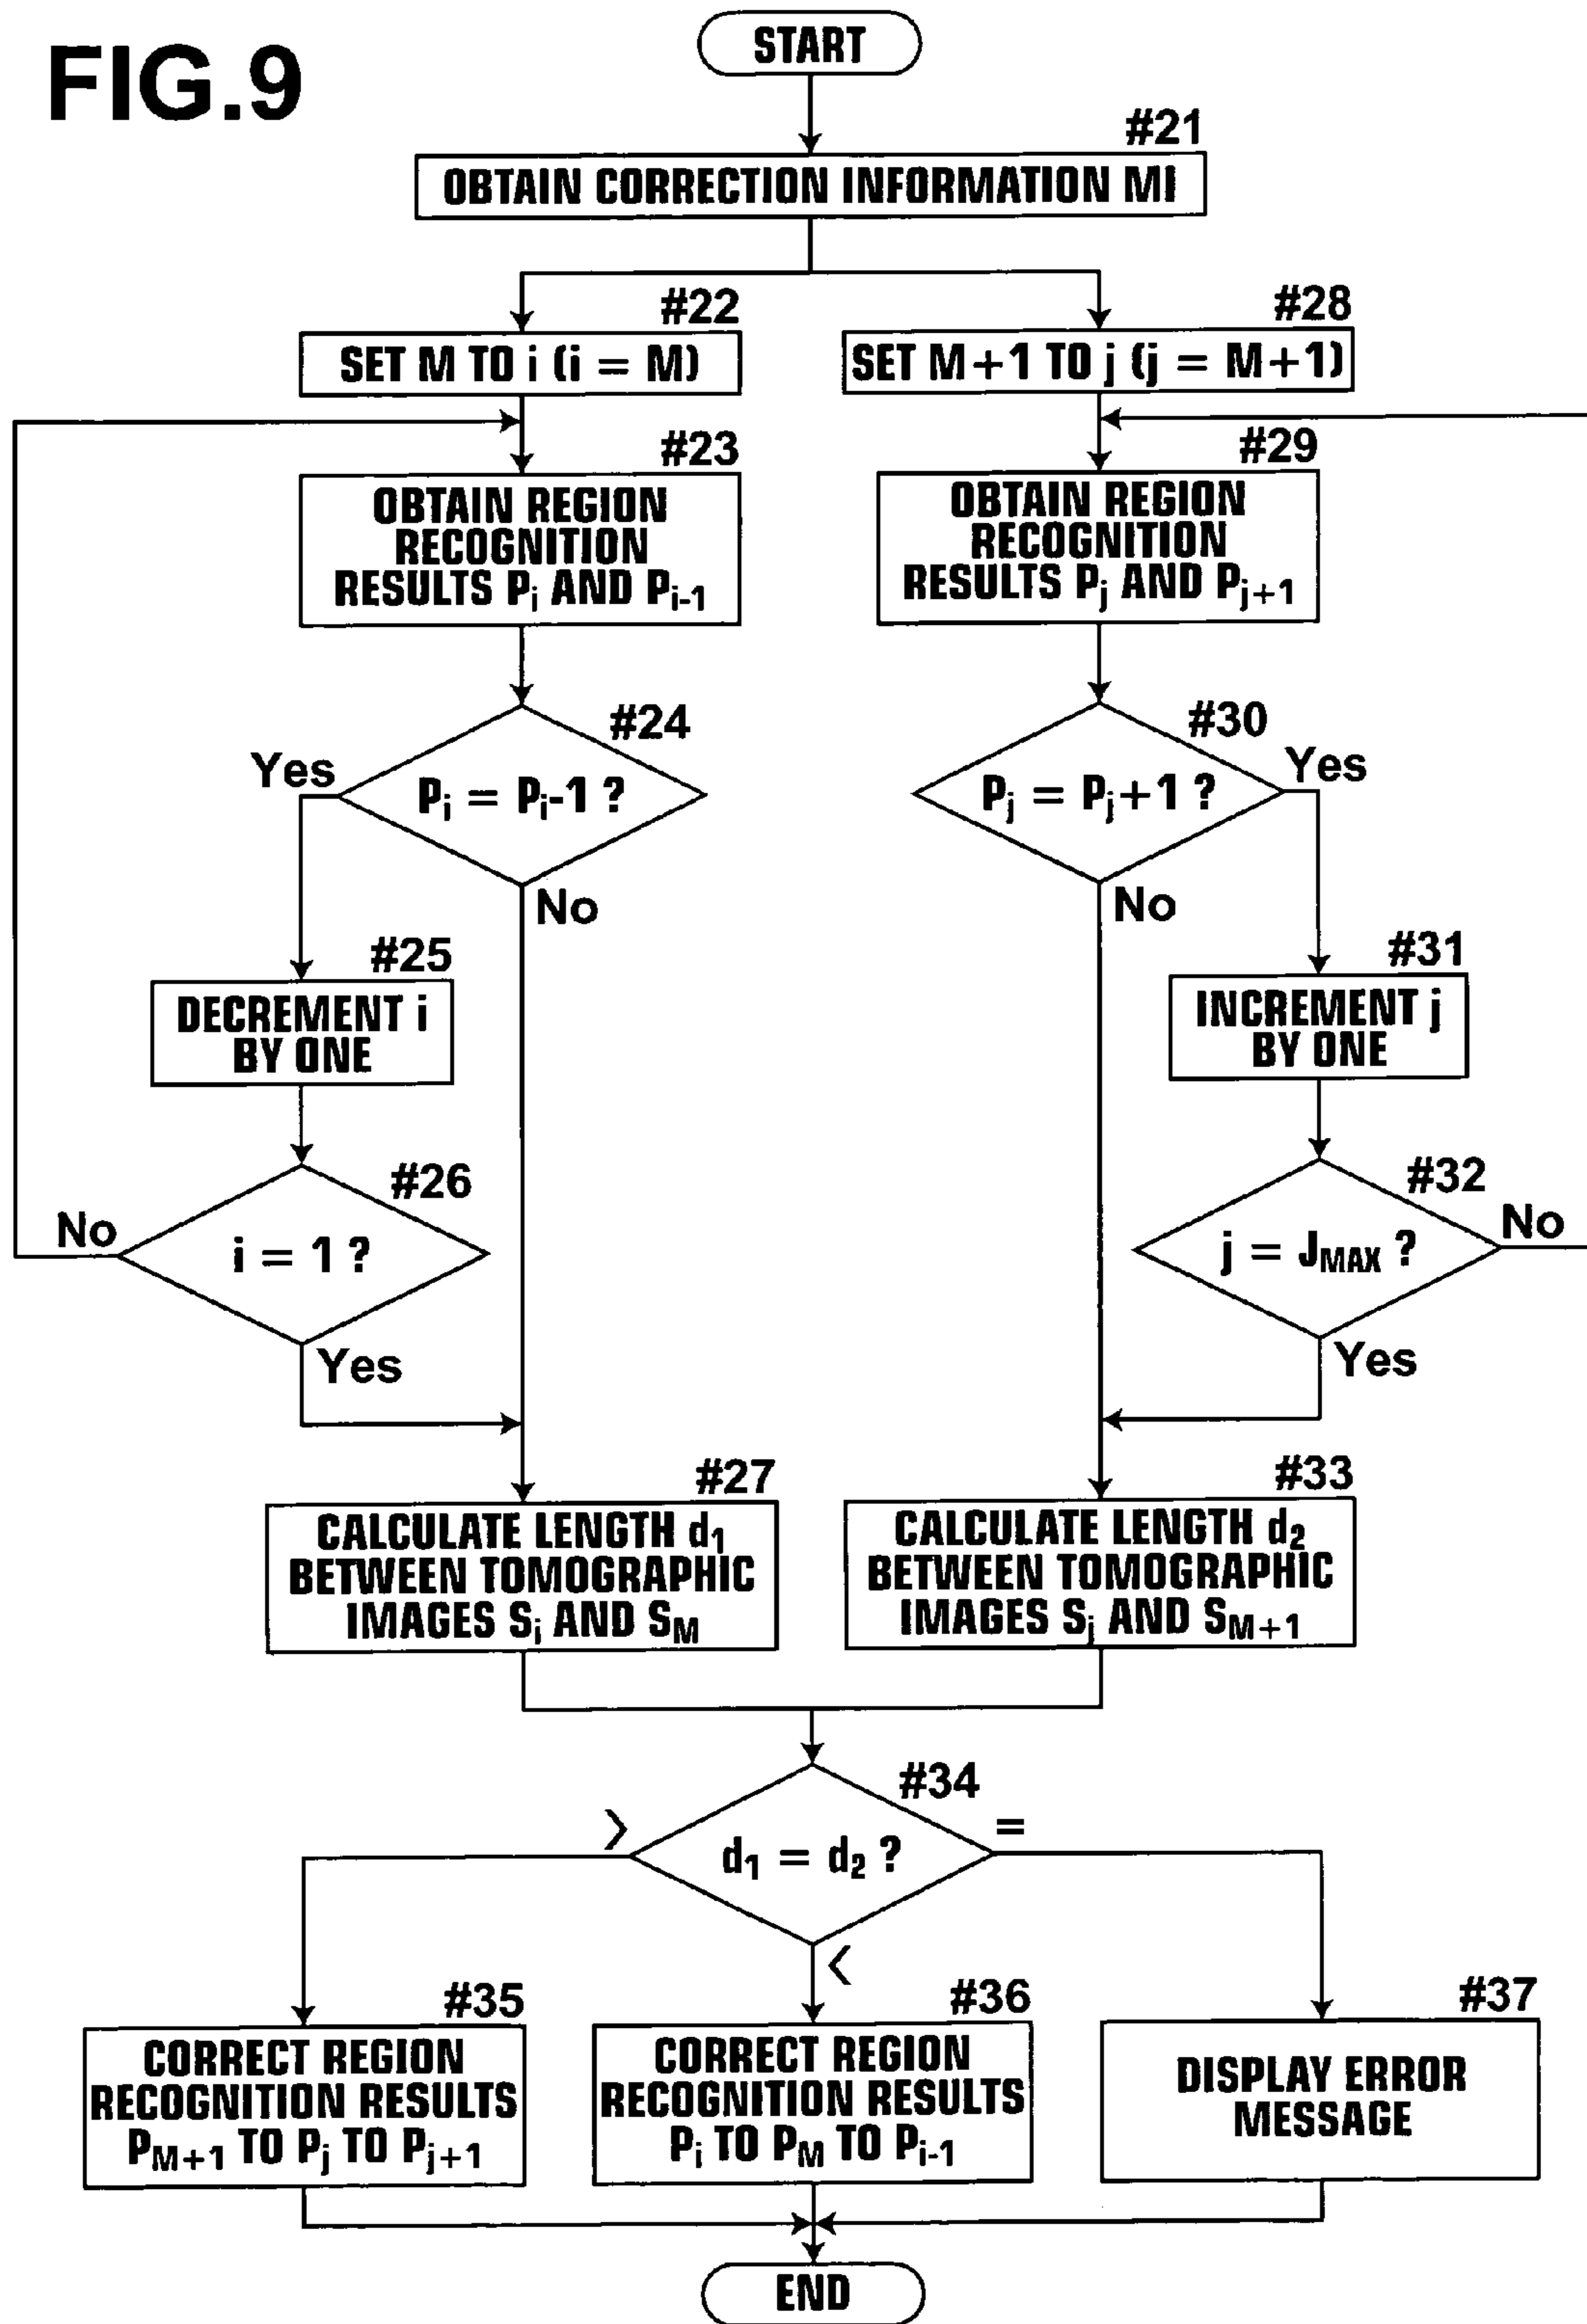 FIG.9
START
#21
OBTAIN CORRECTION INFORMATION MI
#22
SET M TO i (i = M)
#28
SET M+1 TO j (j = M+1)
#23
OBTAIN REGION
RECOGNITION
RESULTS Pi AND Pi-1
#29
OBTAIN REGION
RECOGNITION
RESULTS Pj AND Pj+1
#24
Yes
Pi = Pi-1 ?
No
#30
Yes
Pj = Pj+1 ?
No
#25
DECREMENT i
BY ONE
#31
INCREMENT j
BY ONE
#26
No
i = 1 ?
Yes
#32
No
j = JMAX ?
Yes
#27
CALCULATE LENGTH d1
BETWEEN TOMOGRAPHIC
IMAGES Si AND SM
#33
CALCULATE LENGTH d2
BETWEEN TOMOGRAPHIC
IMAGES Sj AND SM+1
#34
>
d1 = d2 ?
=
<
#35
CORRECT REGION
RECOGNITION RESULTS
PM+1 TO Pj TO Pj+1
#36
CORRECT REGION
RECOGNITION RESULTS
Pi TO PM TO Pi-1
#37
DISPLAY ERROR
MESSAGE
END